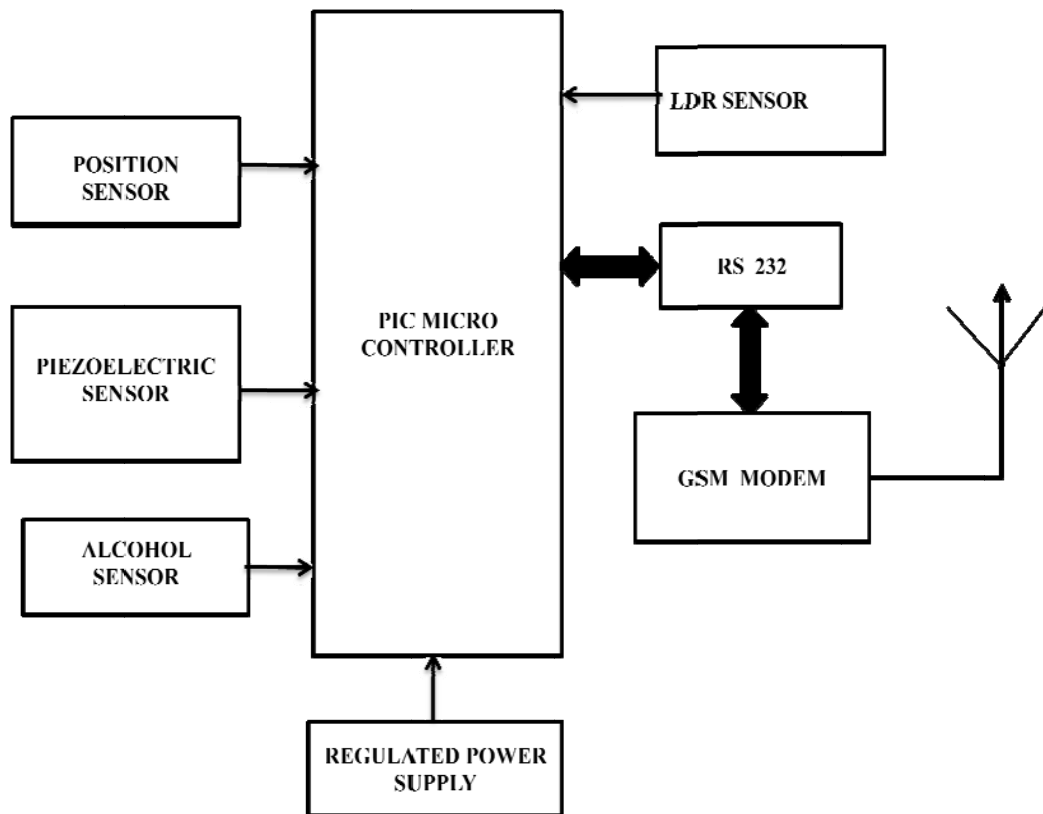 LDR SENSOR
POSITION
SENSOR
RS 232
PIC MICRO
CONTROLLER
PIEZOELECTRIC
SENSOR
GSM MODEM
ALCOHOL
SENSOR
REGULATED POWER
SUPPLY